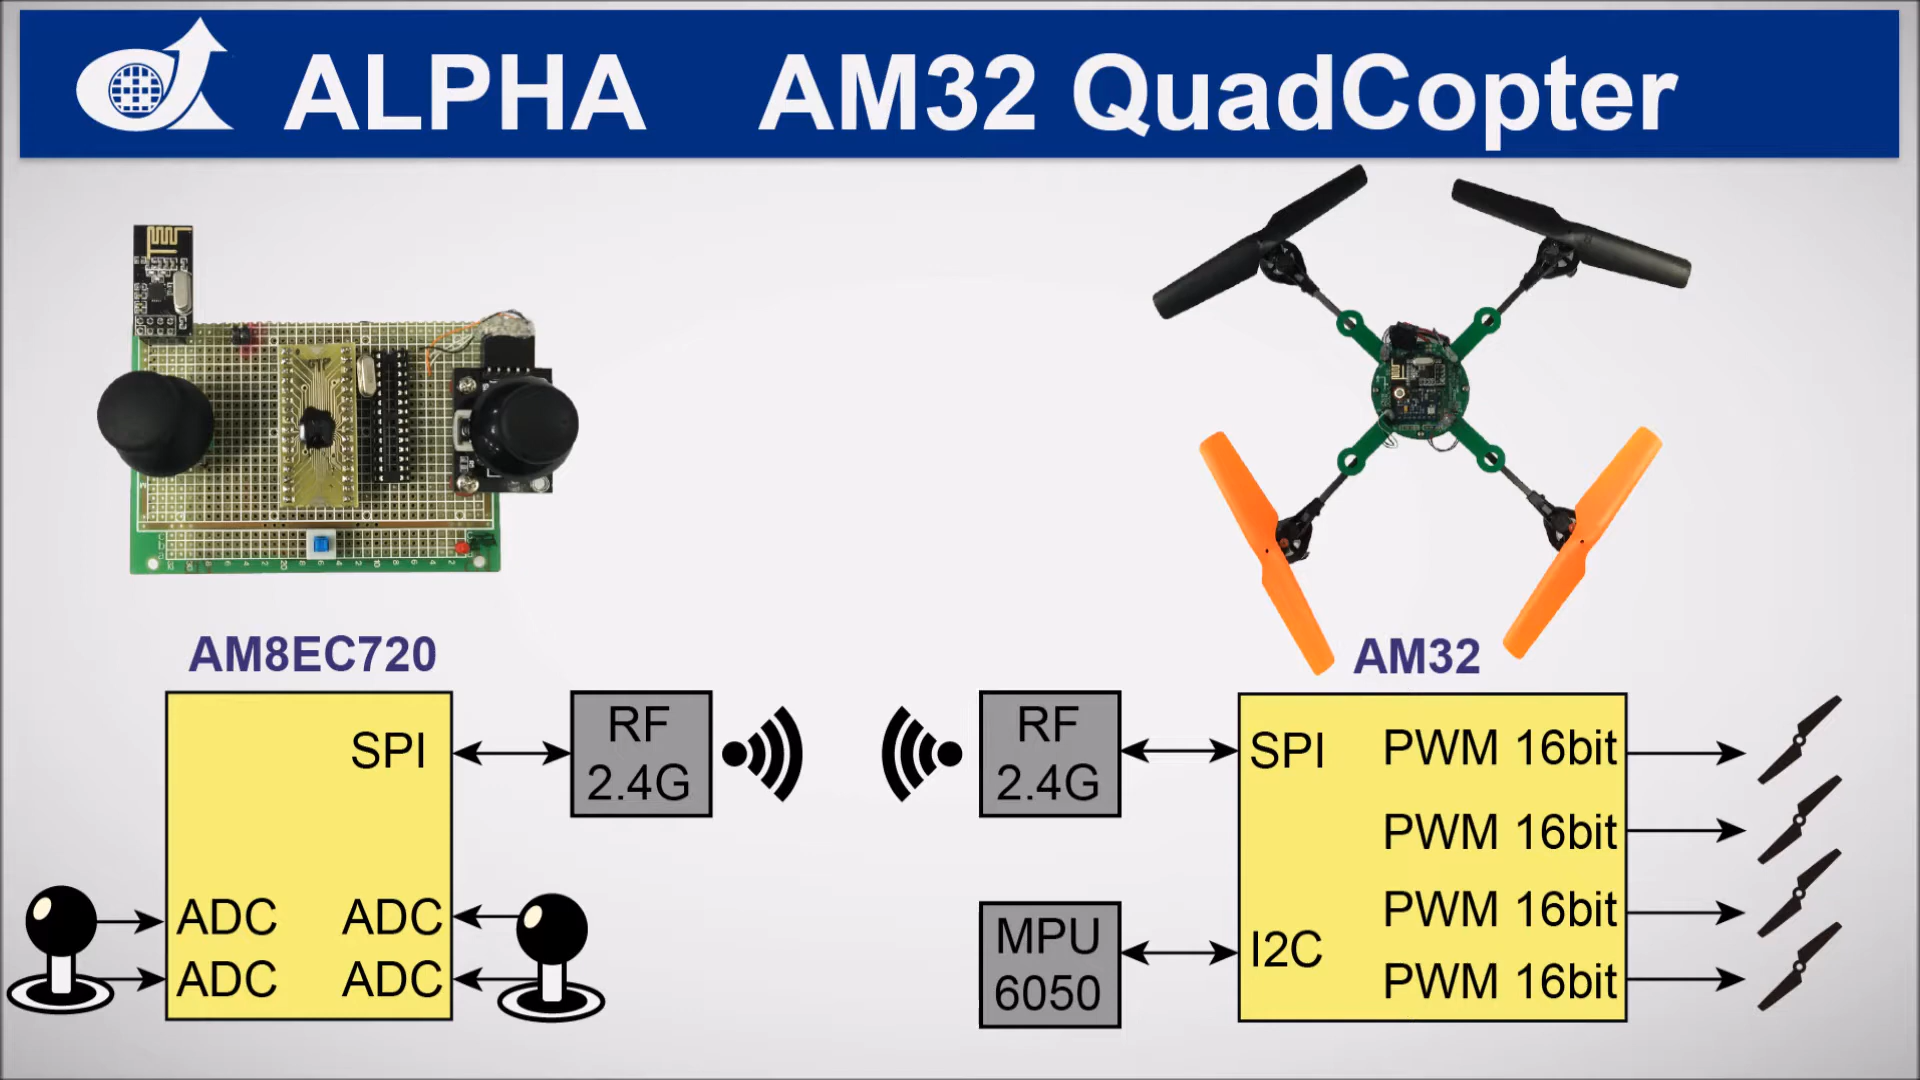 ALPHA AM32 QuadCopter
AM8EC720
SPI
ADC ADC
ADC ADC
RF
2.4G
RF
2.4G
MPU
6050
AM32
SPI PWM 16bit
PWM 16bit
PWM 16bit
I2C
PWM 16bit